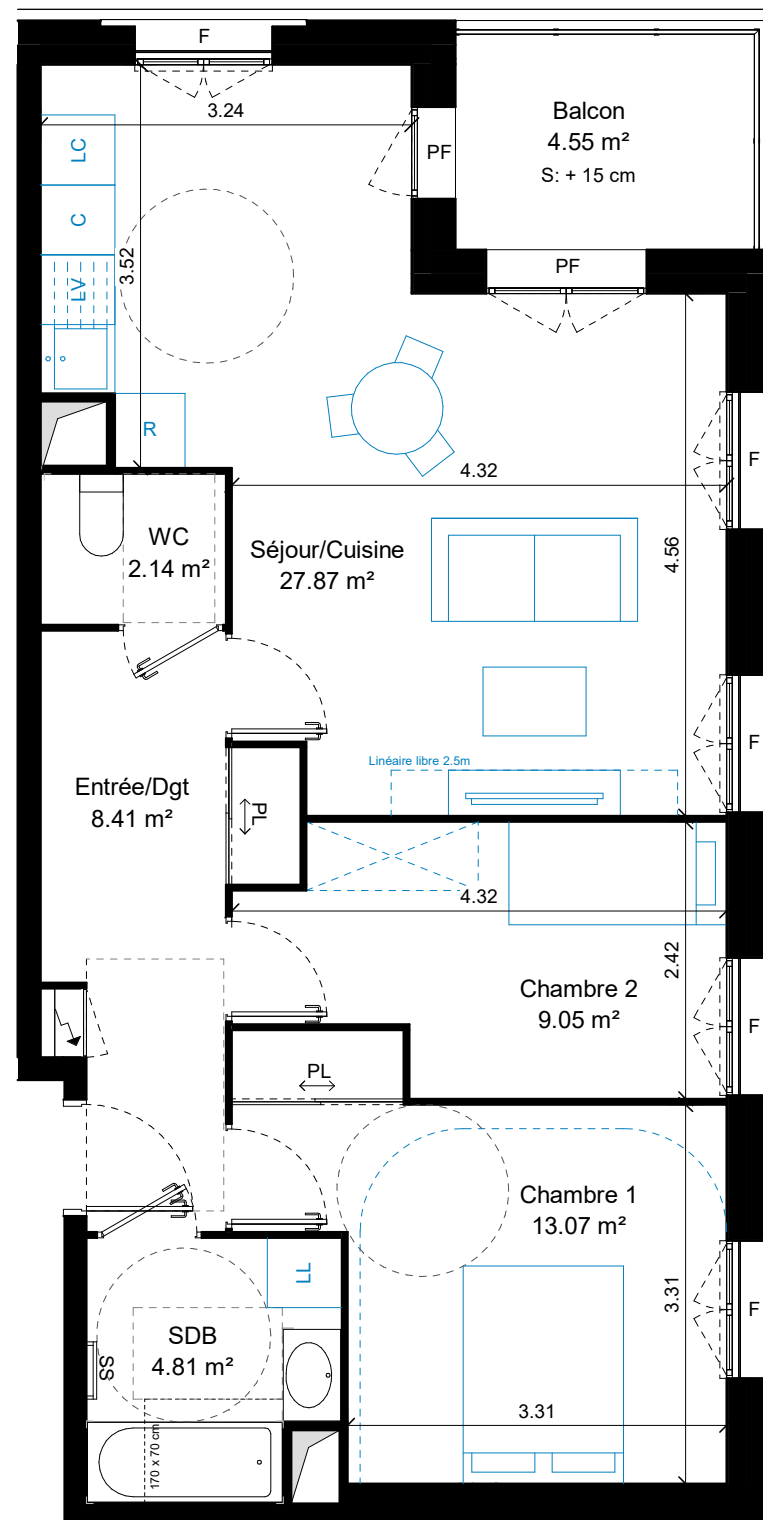 F
3.24
Balcon
4.55 m²
S: + 15 cm
LC
PF
C
3.52
LV
PF
R
F
4.32
WC
2.14 m²
Séjour/Cuisine
27.87 m²
4.56
F
Linéaire libre 2.5m
Entrée/Dgt
8.41 m²
PL
4.32
2.42
Chambre 2
9.05 m²
F
PL
Chambre 1
13.07 m²
LL
3.31
F
SDB
4.81 m²
SS
3.31
170 x 70 cm